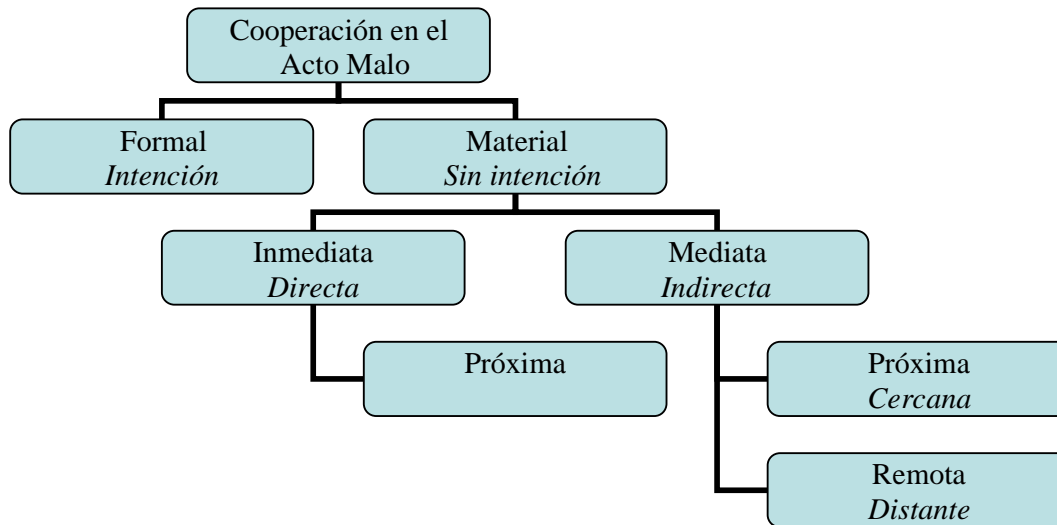 Cooperación en el
Acto Malo
Formal
Intención
Material
Sin intención
Inmediata
Directa
Mediata
Indirecta
Próxima
Próxima
Cercana
Remota
Distante